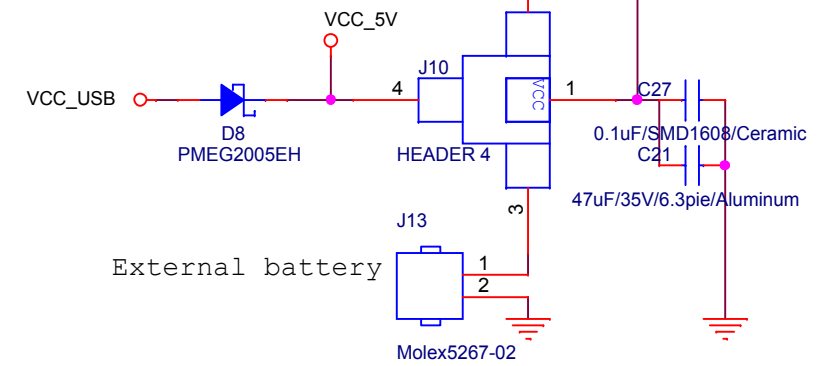 VCC_5V
J10
VCC_USB
4
VCC
1
C27
D8
0.1uF/SMD1608/Ceramic
PMEG2005EH
HEADER 4
C21
47uF/35V/6.3pie/Aluminum
3
J13
External battery
1
2
Molex5267-02